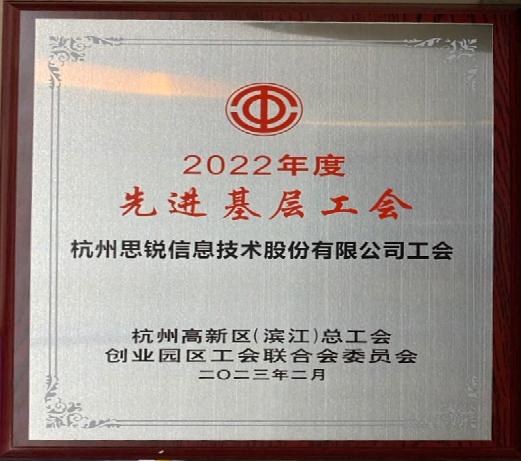 2022年度
先进基层工会
杭州思锐信息技术股份有限公司工会
杭州高新区(滨江)总工会
创业园区工会联合会委员会
二〇二三年二月